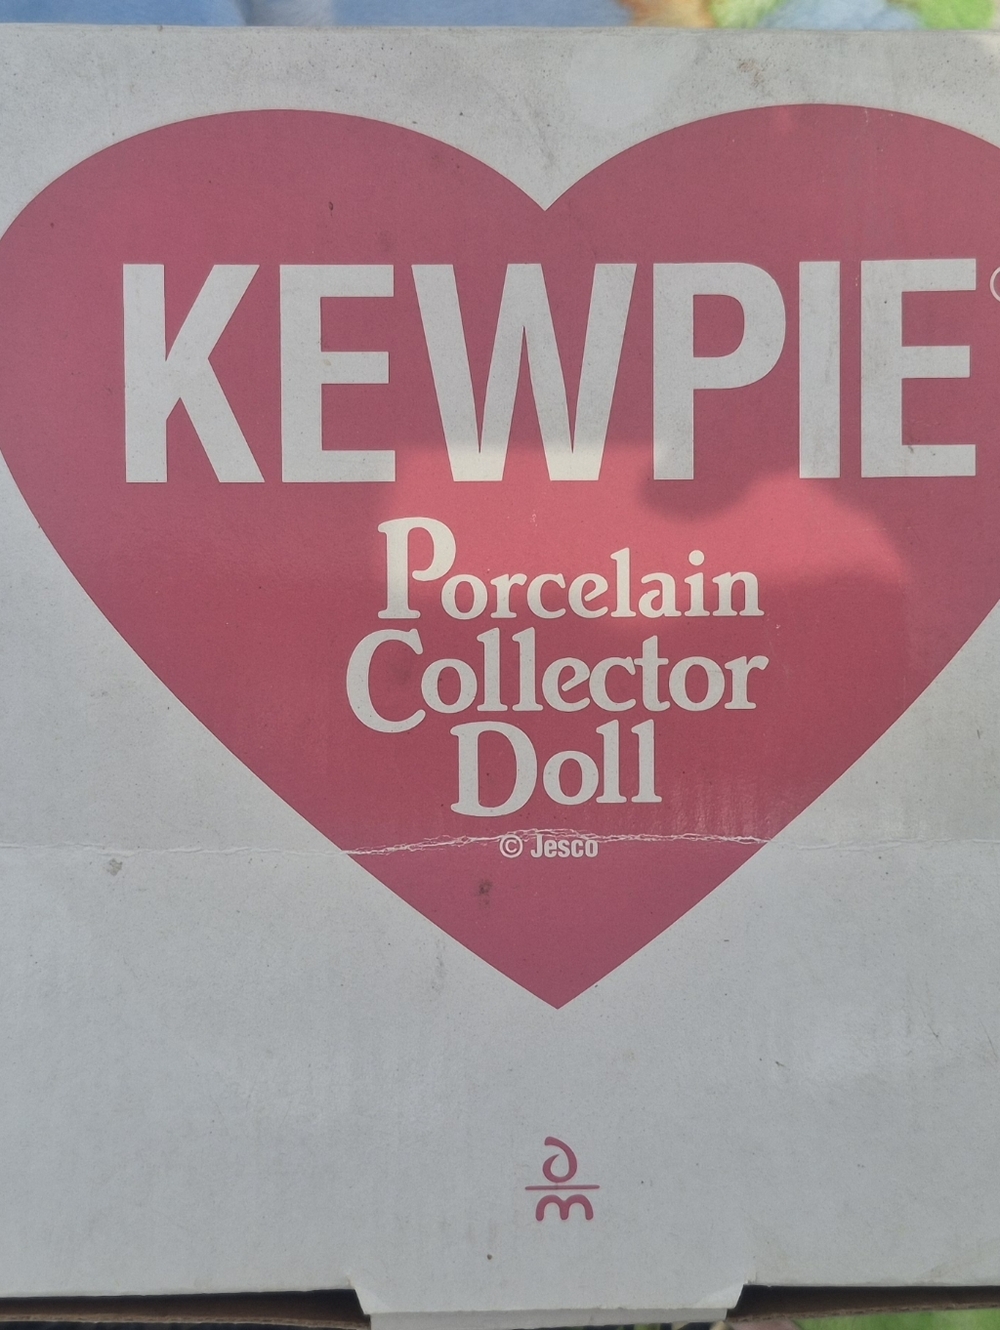 KEWPIE®
Porcelain
Collector
Doll
© Jesco